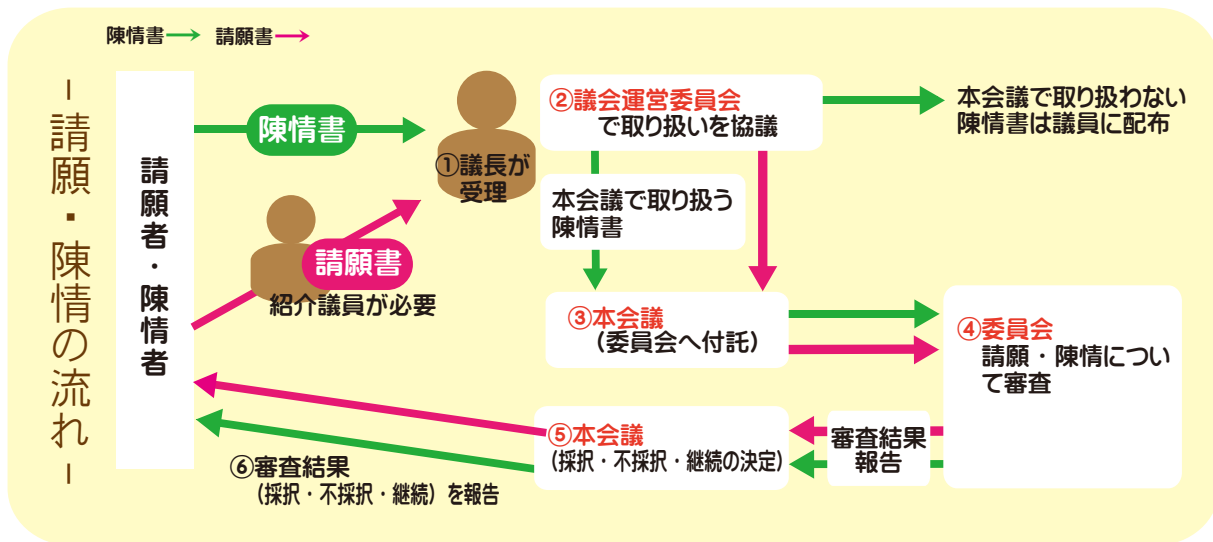 陳情書 請願書
－請願・陳情の流れ－
請願者・陳情者
陳情書
請願書
紹介議員が必要
①議長が
受理
②議会運営委員会
で取り扱いを協議
本会議で取り扱わない
陳情書は議員に配布
本会議で取り扱う
陳情書
③本会議
（委員会へ付託）
④委員会
請願・陳情につい
て審査
審査結果
報告
⑤本会議
（採択・不採択・継続の決定）
⑥審査結果
（採択・不採択・継続）を報告